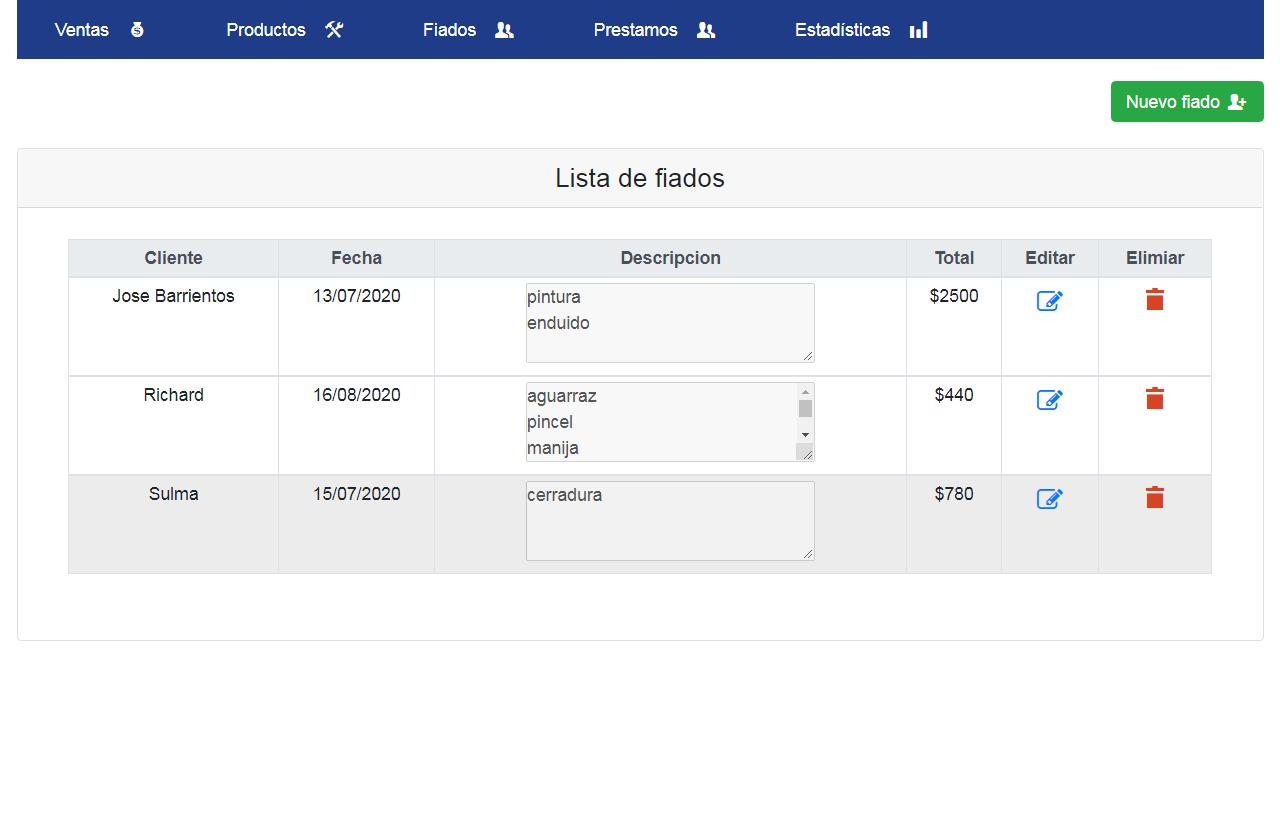 Ventas Productos Fiados Prestamos Estadísticas
Nuevo fiado
Lista de fiados
Cliente Fecha Descripcion Total Editar Elimiar
Jose Barrientos 13/07/2020 pintura $2500
enduido
Richard 16/08/2020 aguarraz $440
pincel
manija
Sulma 15/07/2020 cerradura $780